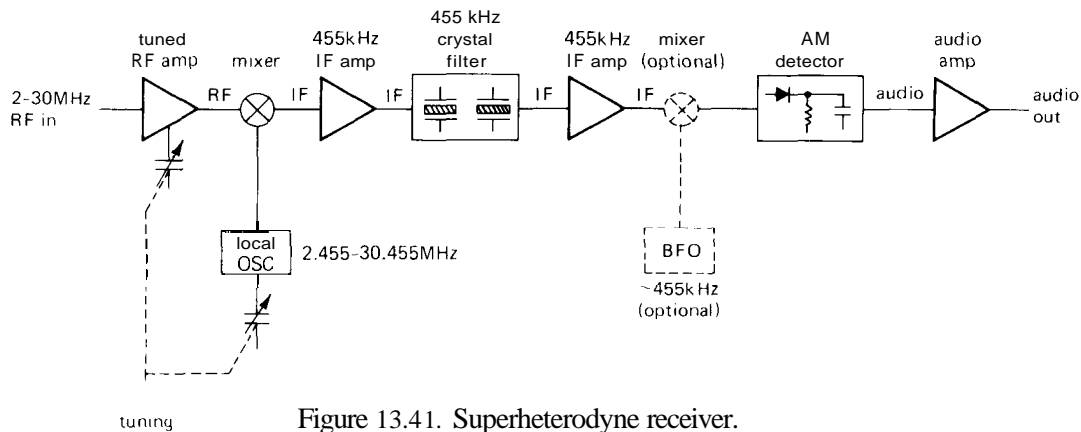 tuned
RF amp
mixer
455kHz
IF amp
455 kHz
crystal
filter
455kHz
IF amp
mixer
(optional)
AM
detector
audio
amp
2-30MHz
RF in
RF
IF
IF
IF
IF
audio
audio
out
local
OSC
2.455-30.455MHz
BFO
~455kHz
(optional)
tuning
Figure 13.41. Superheterodyne receiver.